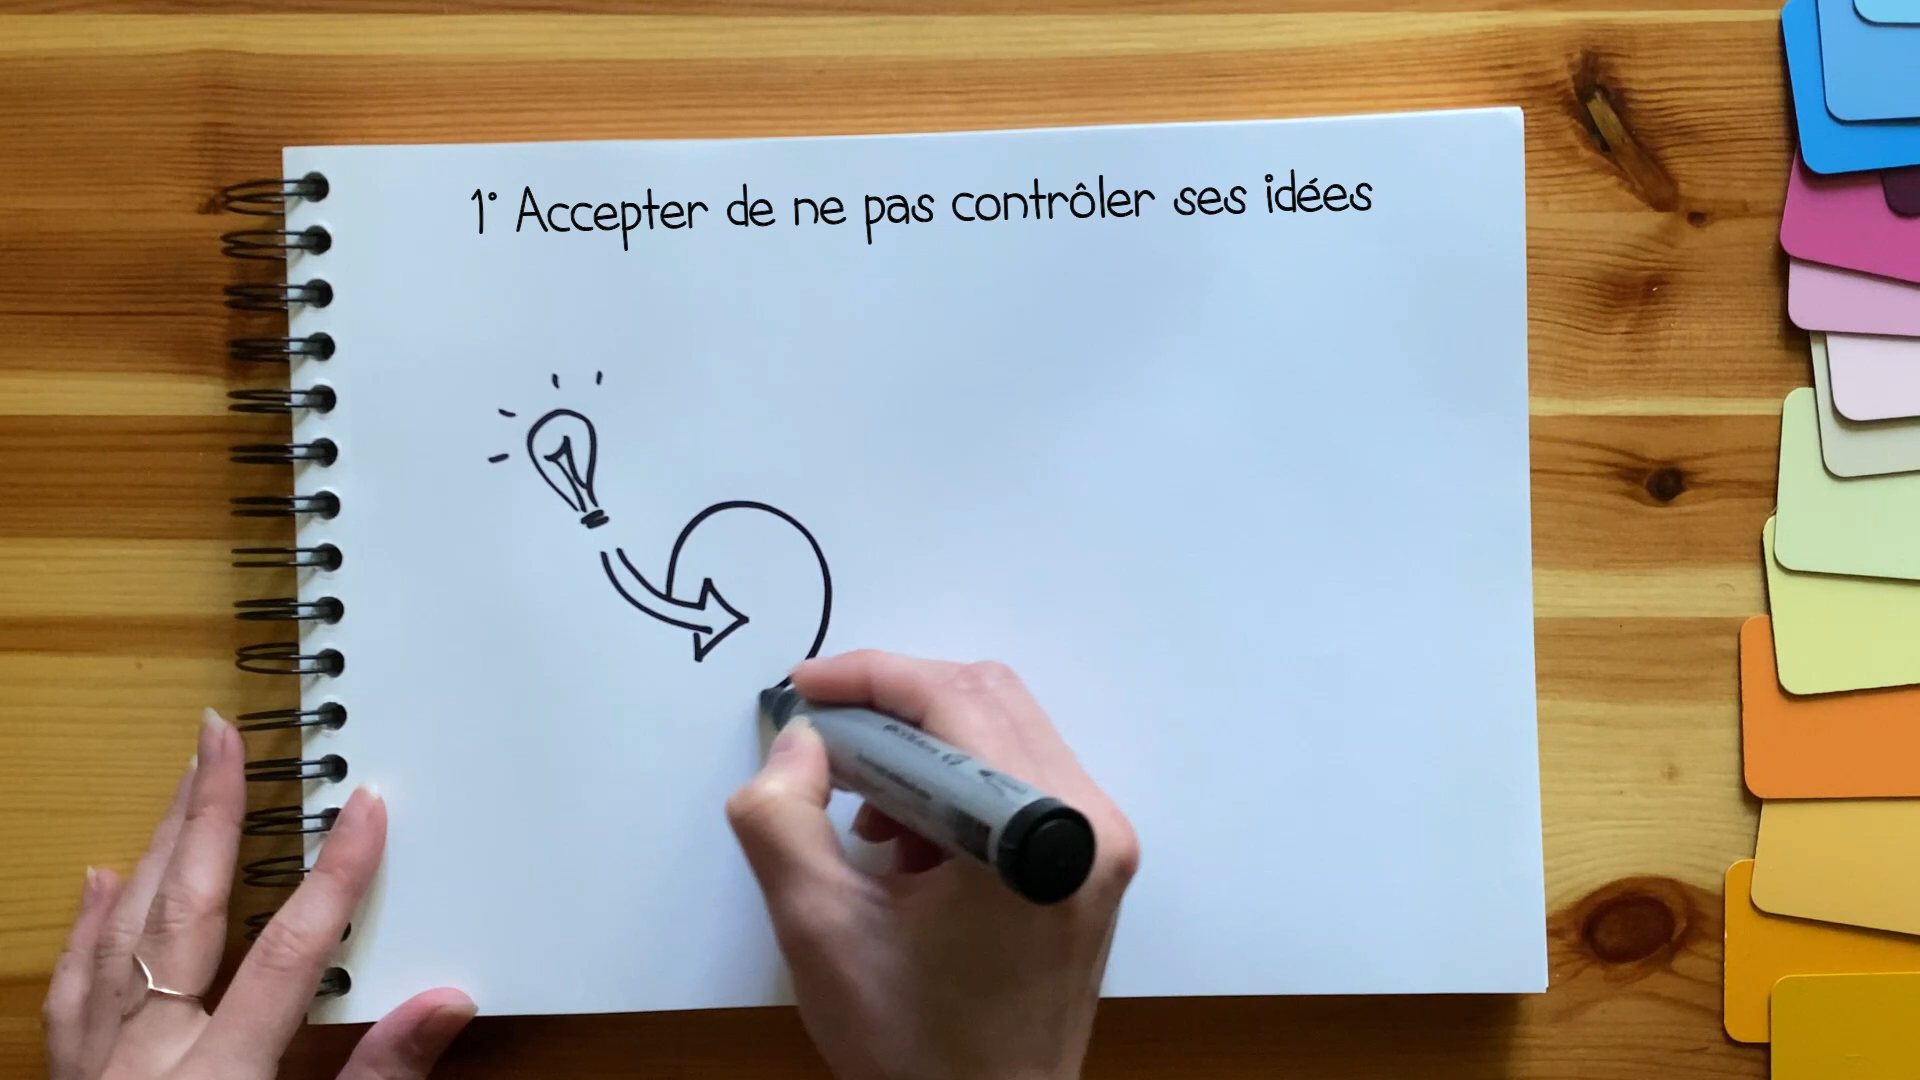 1° Accepter de ne pas contrôler ses idées